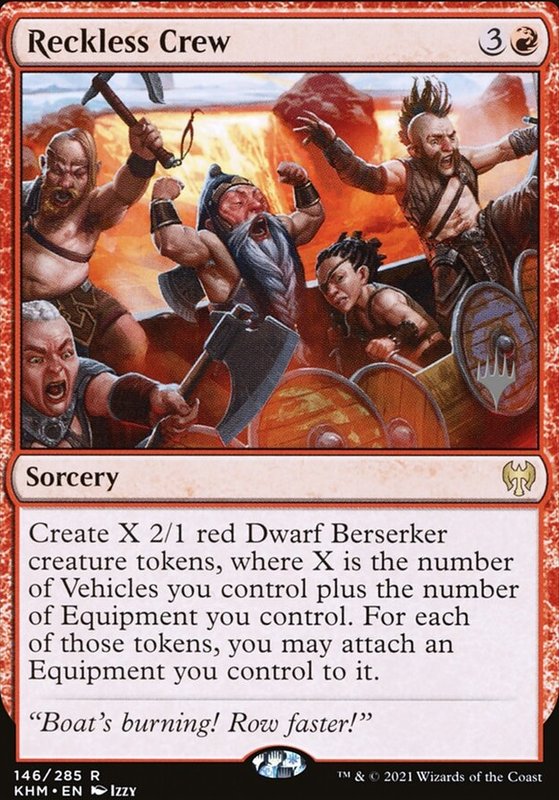 Reckless Crew 3
Sorcery
Create X 2/1 red Dwarf Berserker
creature tokens, where X is the number
of Vehicles you control plus the number
of Equipment you control. For each
of those tokens, you may attach an
Equipment you control to it.
“Boat’s burning! Row faster!”
146/285 R
KHM • EN Izzy
™ & © 2021 Wizards of the Coast